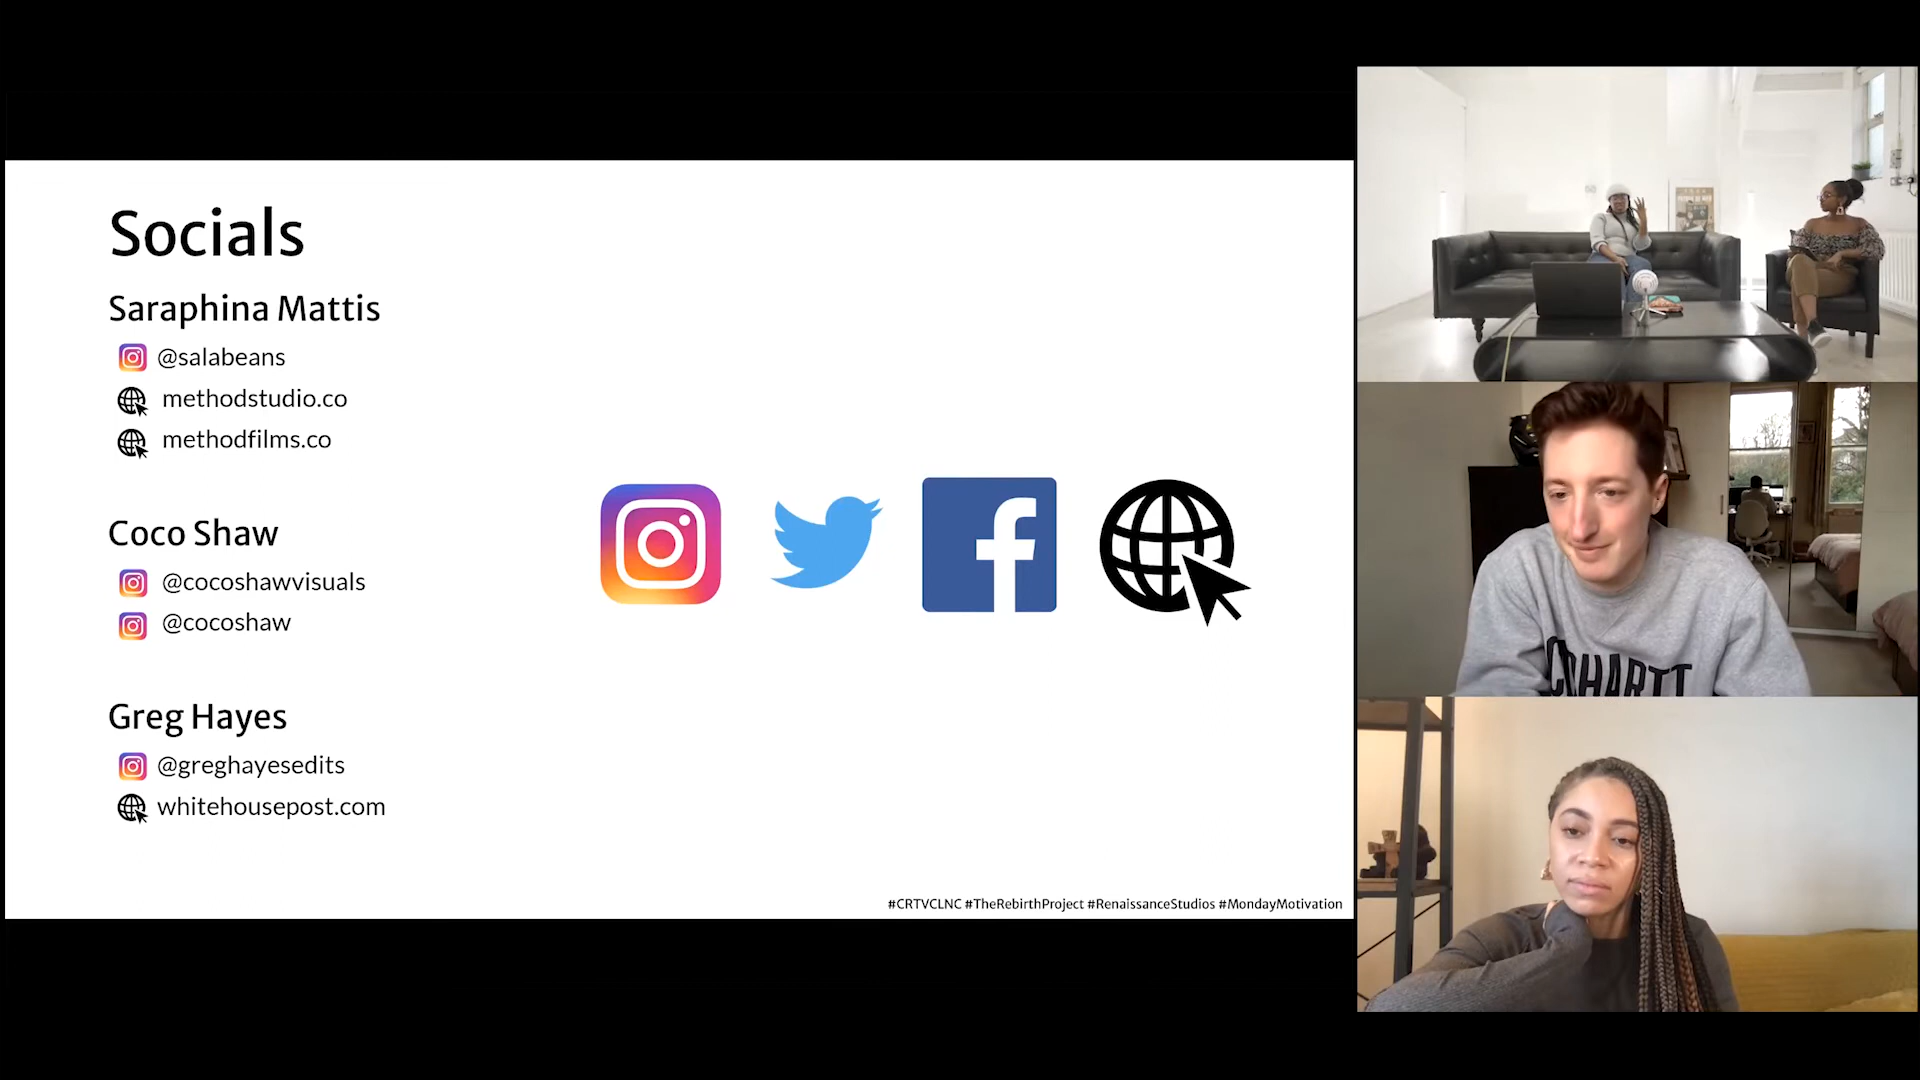 Socials
Saraphina Mattis
@salabeans
methodstudio.co
methodfilms.co
Coco Shaw
@cocoshawvisuals
@cocoshaw
Greg Hayes
@greghayesedits
whitehousepost.com
#CRTVCLNC #TheRebirthProject #RenaissanceStudios #MondayMotivation